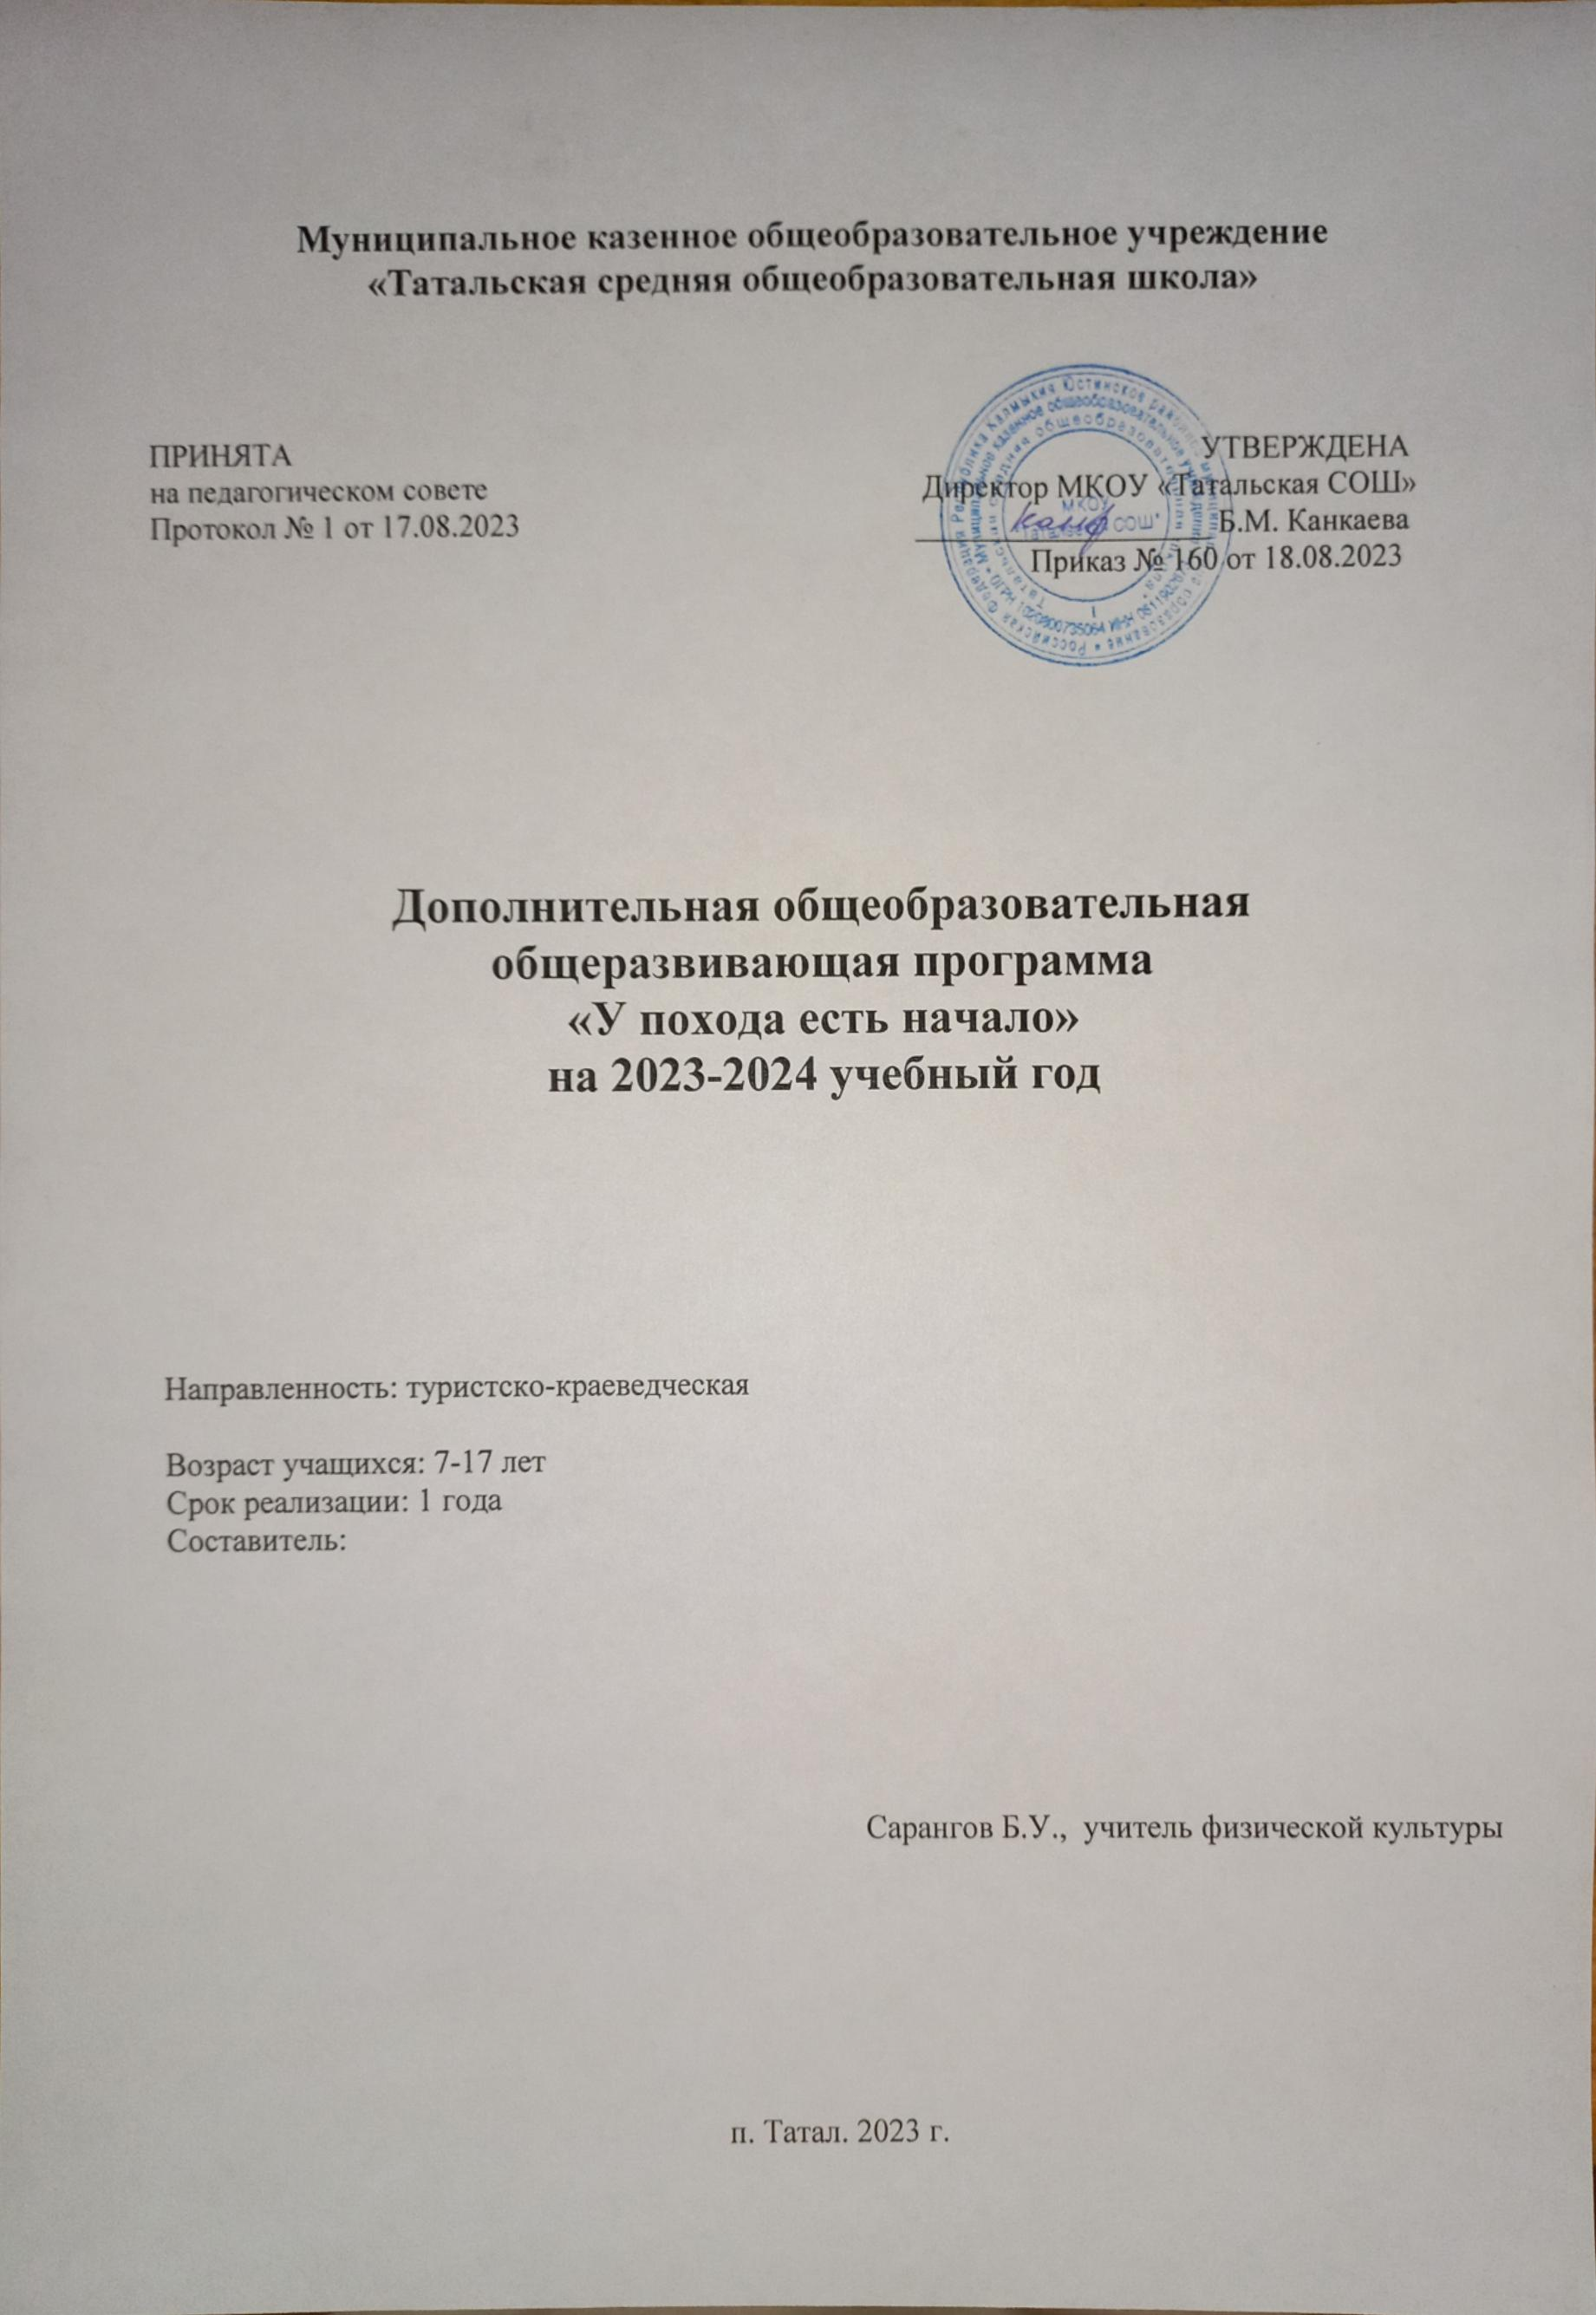 Муниципальное казенное общеобразовательное учреждение
«Татальская средняя общеобразовательная школа»
ПРИНЯТА
на педагогическом совете
Протокол № 1 от 17.08.2023
УТВЕРЖДЕНА
Директор МКОУ «Татальская СОШ»
Б.М. Канкаева
Приказ № 160 от 18.08.2023
Дополнительная общеобразовательная
общеразвивающая программа
«У похода есть начало»
на 2023-2024 учебный год
Направленность: туристско-краеведческая
Возраст учащихся: 7-17 лет
Срок реализации: 1 года
Составитель:
Сарангов Б.У., учитель физической культуры
п. Татал. 2023 г.